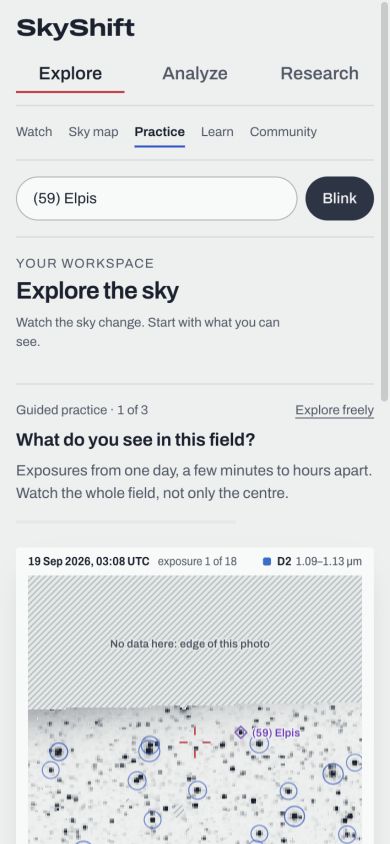 SkyShift
Explore Analyze Research
Watch Sky map Practice Learn Community
(59) Elpis Blink
YOUR WORKSPACE
Explore the sky
Watch the sky change. Start with what you can
see.
Guided practice · 1 of 3 Explore freely
What do you see in this field?
Exposures from one day, a few minutes to hours apart.
Watch the whole field, not only the centre.
19 Sep 2026, 03:08 UTC exposure 1 of 18 D2 1.09–1.13 µm
No data here: edge of this photo
(59) Elpis